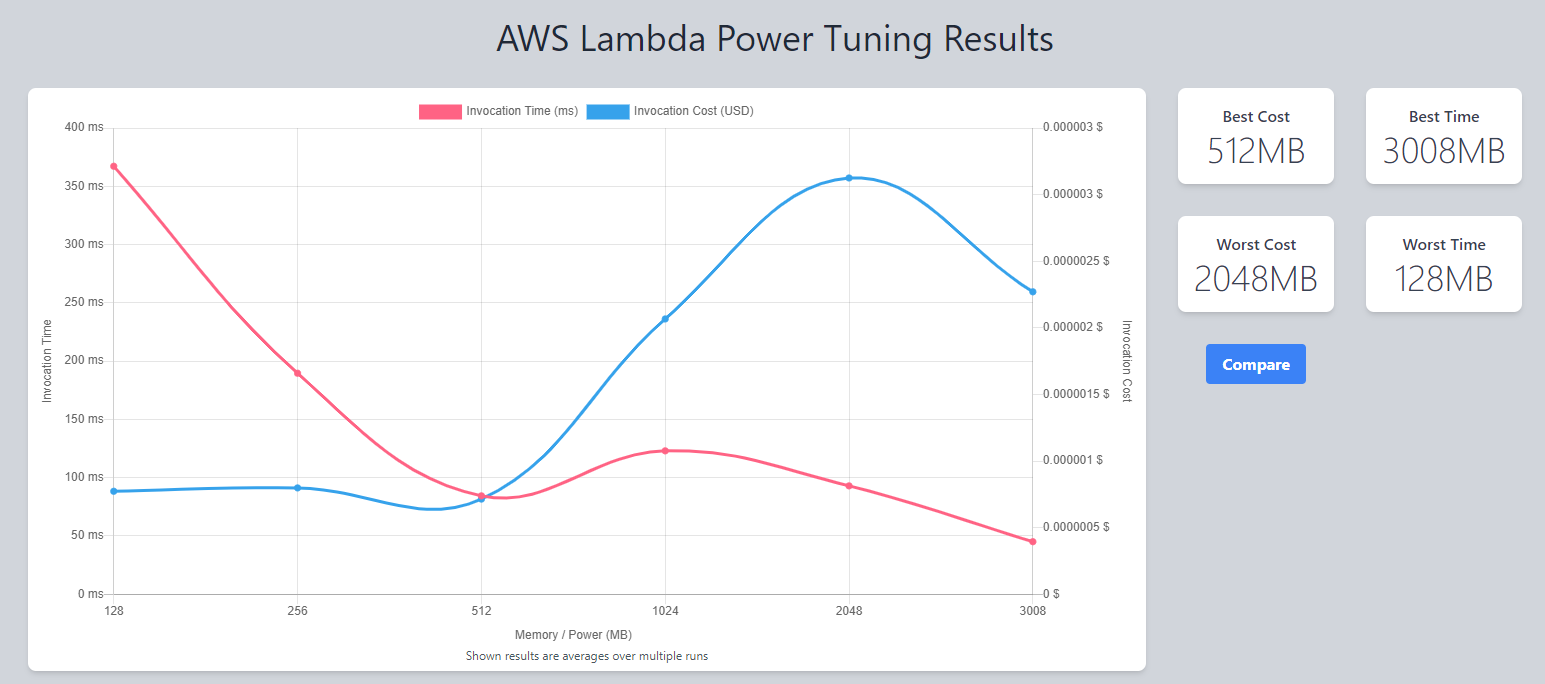 AWS Lambda Power Tuning Results
Invocation Time (ms) Invocation Cost (USD)
400 ms
350 ms
300 ms
250 ms
200 ms
150 ms
100 ms
50 ms
0 ms
Invocation Time
0.000003 $
0.000003 $
0.0000025 $
0.000002 $
0.0000015 $
0.000001 $
0.0000005 $
0 $
Invocation Cost
128 256 512 1024 2048 3008
Memory / Power (MB)
Shown results are averages over multiple runs
Best Cost
512MB
Best Time
3008MB
Worst Cost
2048MB
Worst Time
128MB
Compare